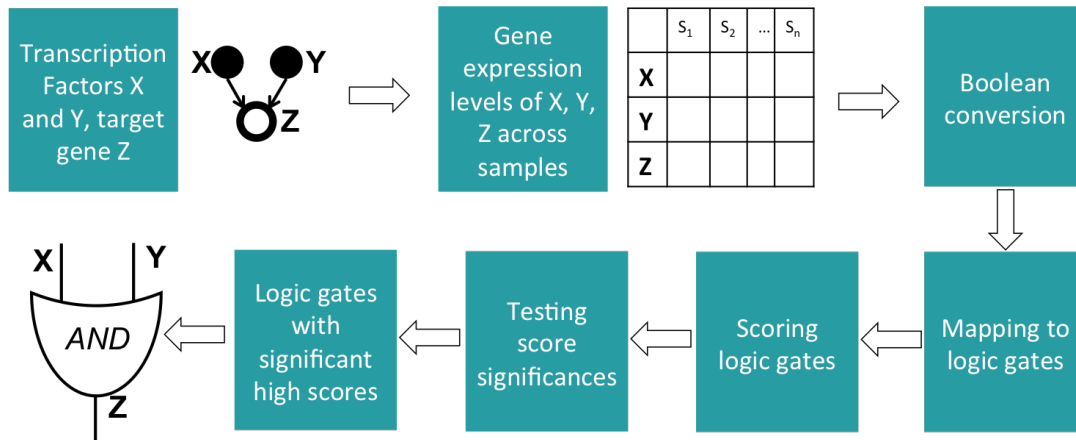 Transcription
Factors X
and Y, target
gene Z
X
Y
Z
Gene
expression
levels of X, Y,
Z across
samples
S1 S2 ... Sn
X
Y
Z
Boolean
conversion
Mapping to
logic gates
Scoring
logic gates
Testing
score
significances
Logic gates
with
significant
high scores
X Y
AND
Z